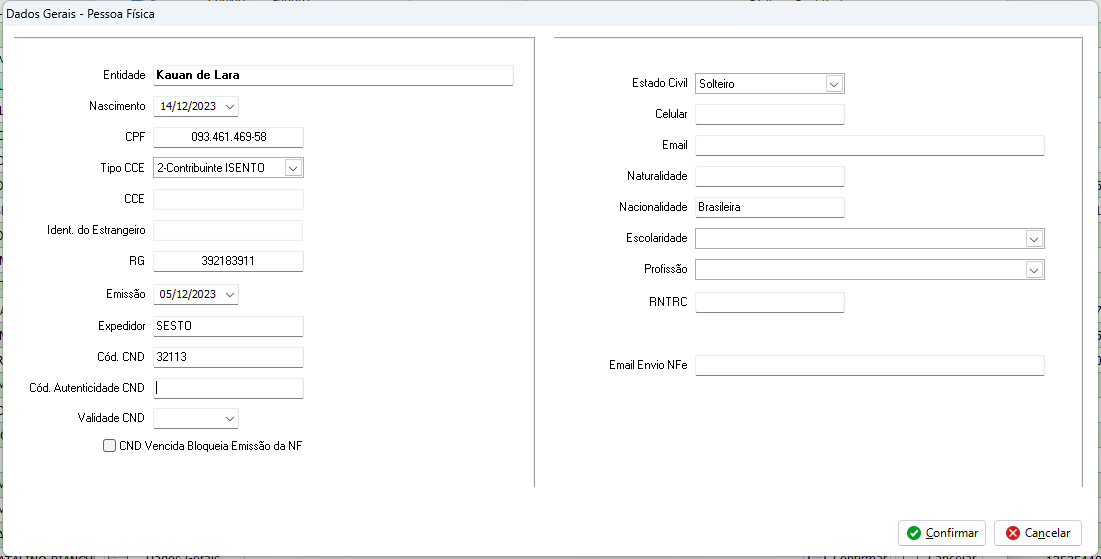 Dados Gerais - Pessoa Física
Entidade Kauan de Lara
Nascimento 14/12/2023
CPF 093.461.469-58
Tipo CCE 2-Contribuinte ISENTO
CCE
Ident. do Estrangeiro
RG 392183911
Emissão 05/12/2023
Expedidor SESTO
Cód. CND 32113
Cód. Autenticidade CND
Validade CND
CND Vencida Bloqueia Emissão da NF
Estado Civil Solteiro
Celular
Email
Naturalidade
Nacionalidade Brasileira
Escolaridade
Profissão
RNTRC
Email Envio NFe
Confirmar
Cancelar